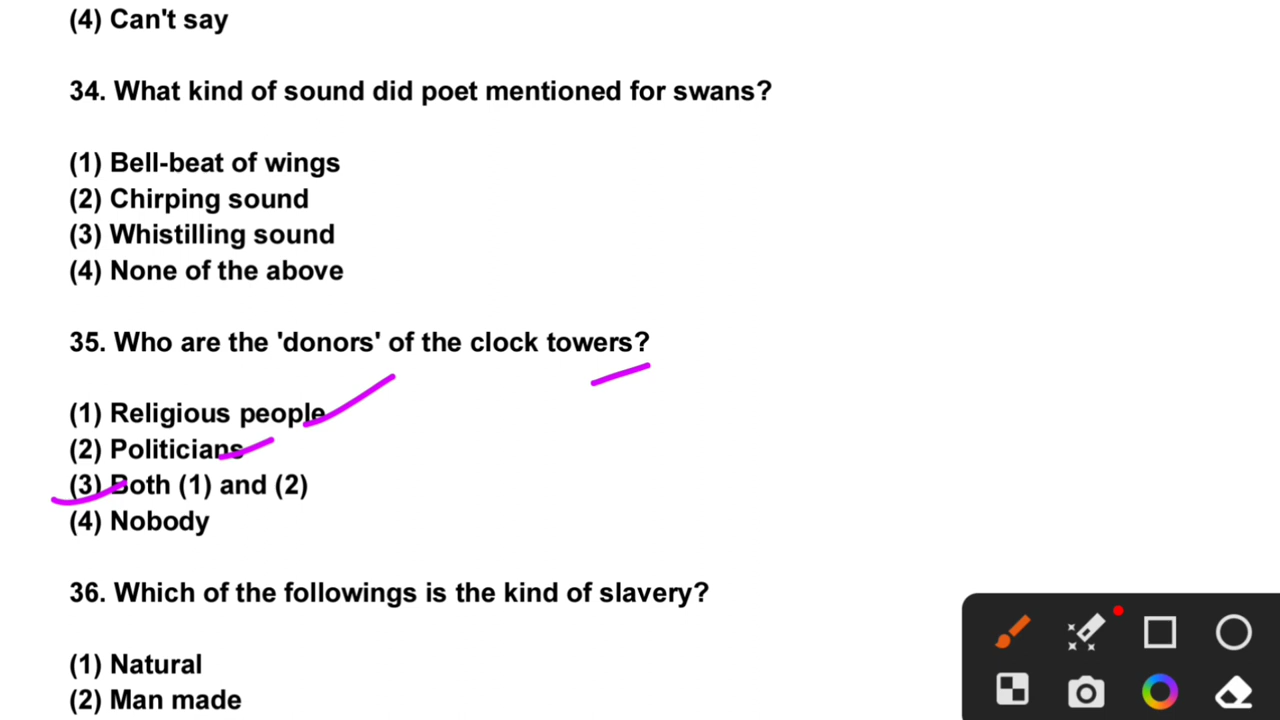 (4) Can't say
34. What kind of sound did poet mentioned for swans?
(1) Bell-beat of wings
(2) Chirping sound
(3) Whistilling sound
(4) None of the above
35. Who are the 'donors' of the clock towers?
(1) Religious people
(2) Politicians
(3) Both (1) and (2)
(4) Nobody
36. Which of the followings is the kind of slavery?
(1) Natural
(2) Man made